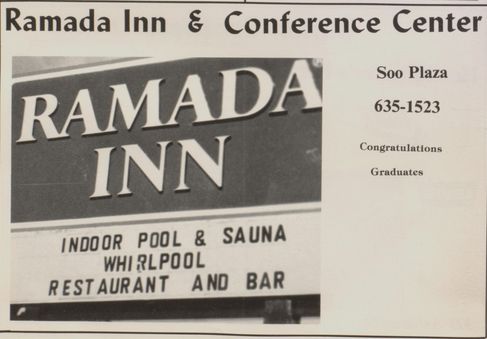 Ramada Inn & Conference Center
Soo Plaza
635-1523
Congratulations
Graduates
RAMADA
INN
INDOOR POOL & SAUNA
WHIRLPOOL
RESTAURANT AND BAR